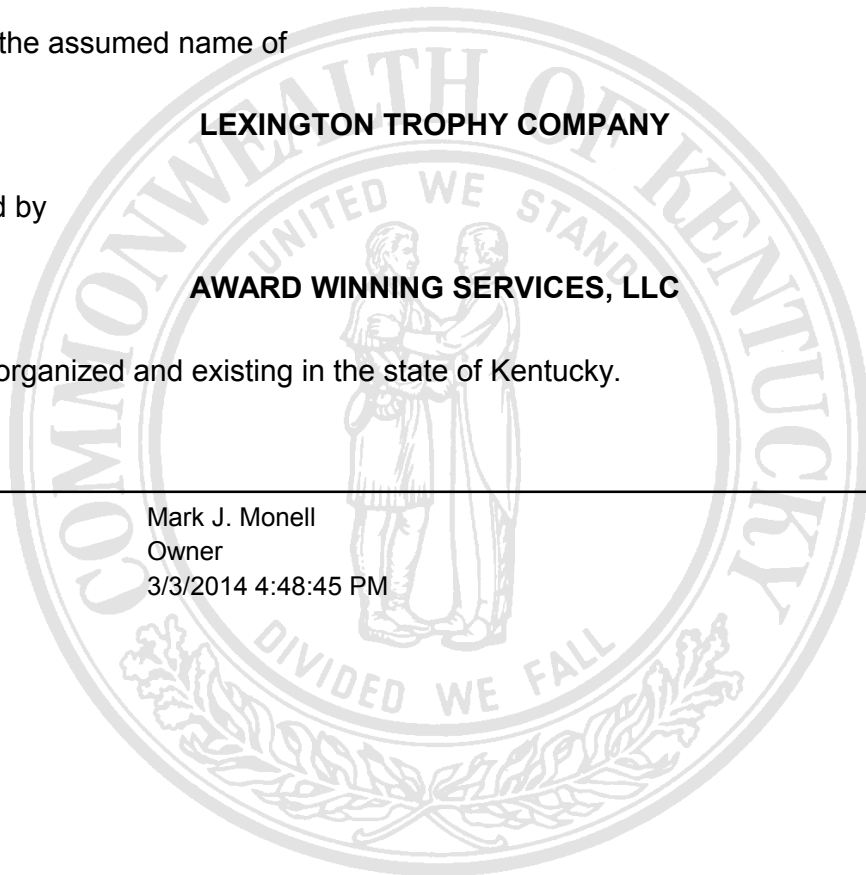 the assumed name of
LEXINGTON TROPHY COMPANY
d by
AWARD WINNING SERVICES, LLC
organized and existing in the state of Kentucky.
Mark J. Monell
Owner
3/3/2014 4:48:45 PM
COMMONWEALTH OF KENTUCKY
UNITED WE STAND
DIVIDED WE FALL